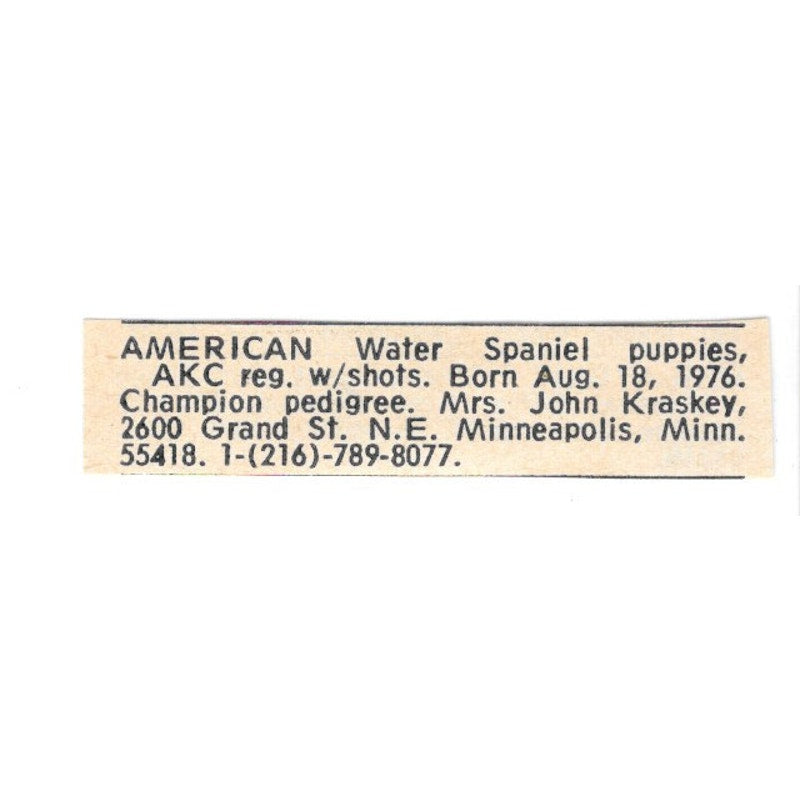 AMERICAN Water Spaniel puppies,
AKC reg. w/shots. Born Aug. 18, 1976.
Champion pedigree. Mrs. John Kraskey,
2600 Grand St. N.E. Minneapolis, Minn.
55418. 1-(216)-789-8077.